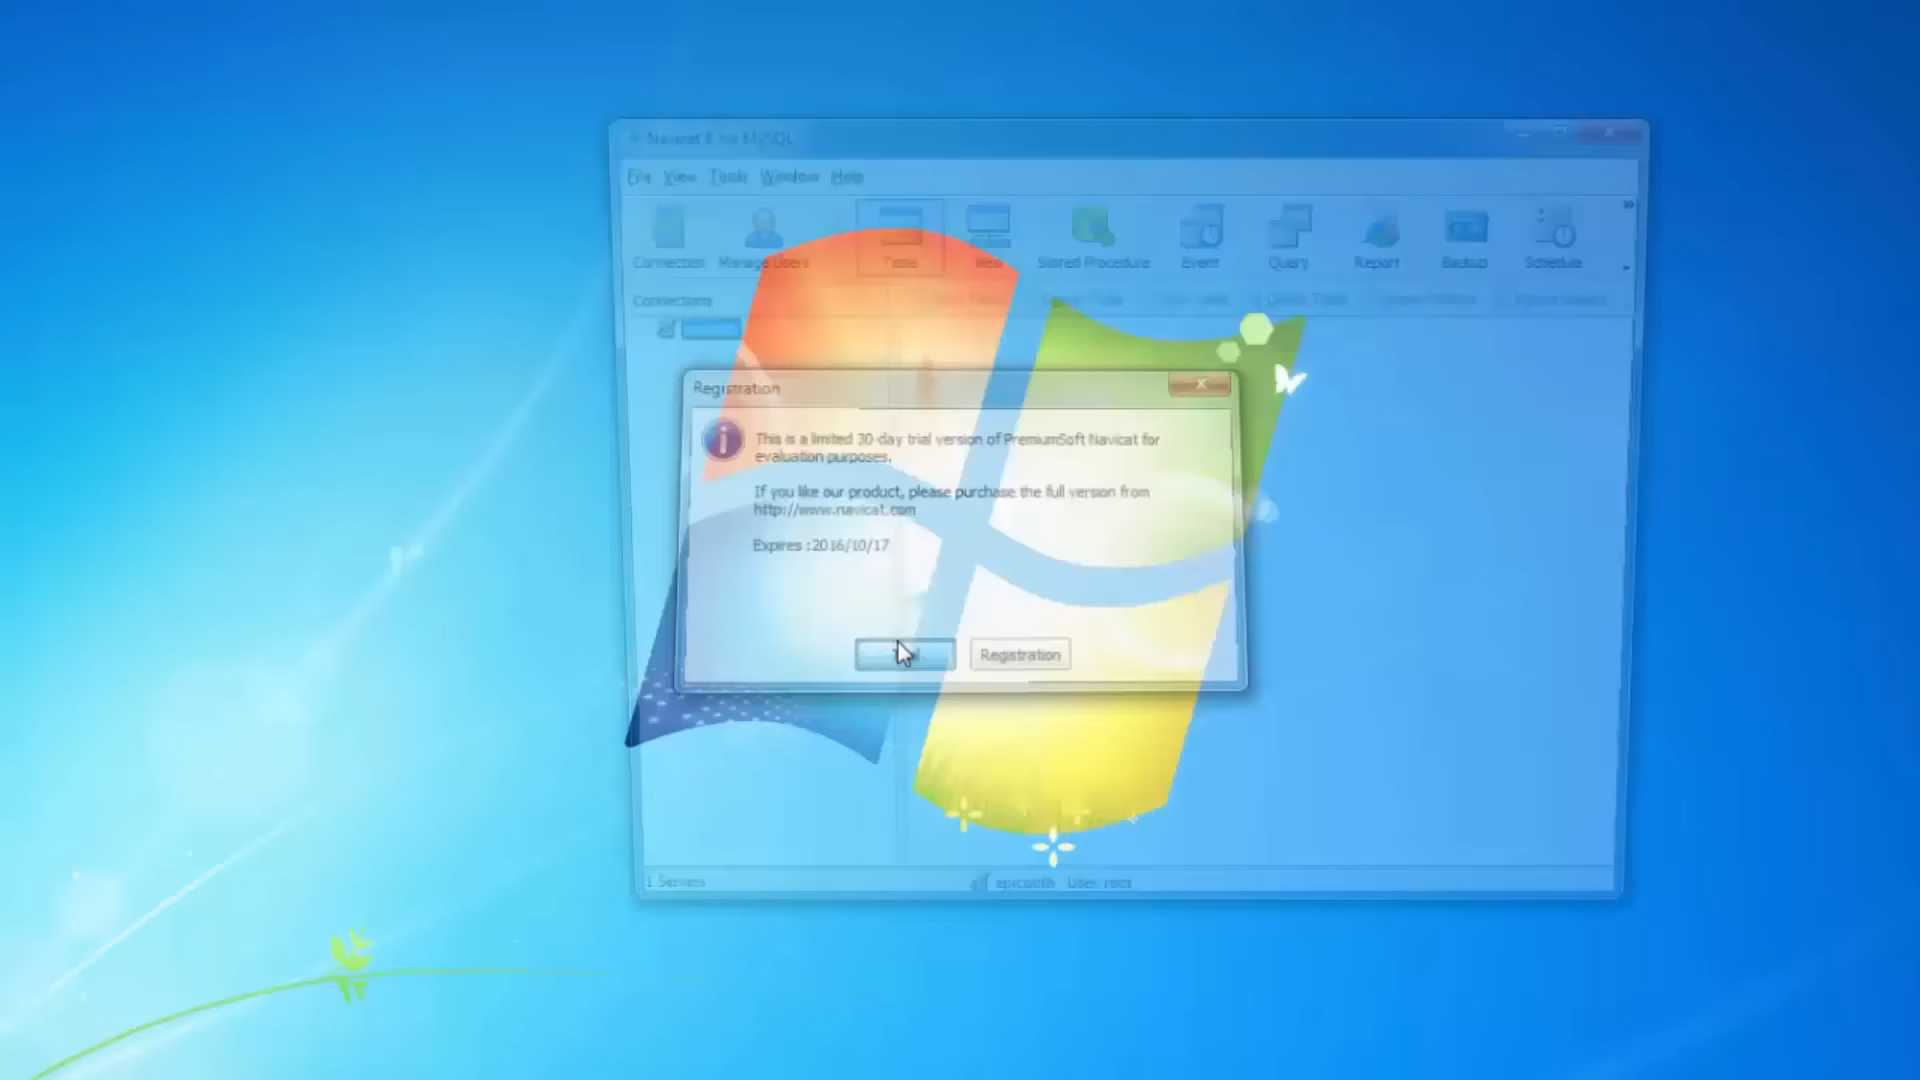 Navicat 8 for MySQL
File View Tools Window Help
Connection Manage Users Table View Stored Procedure Event Query Report Backup Schedule
Connections
Registration
This is a limited 30-day trial version of PremiumSoft Navicat for
evaluation purposes.
If you like our product, please purchase the full version from
http://www.navicat.com
Expires :2016/10/17
Registration
1 Servers
User: root